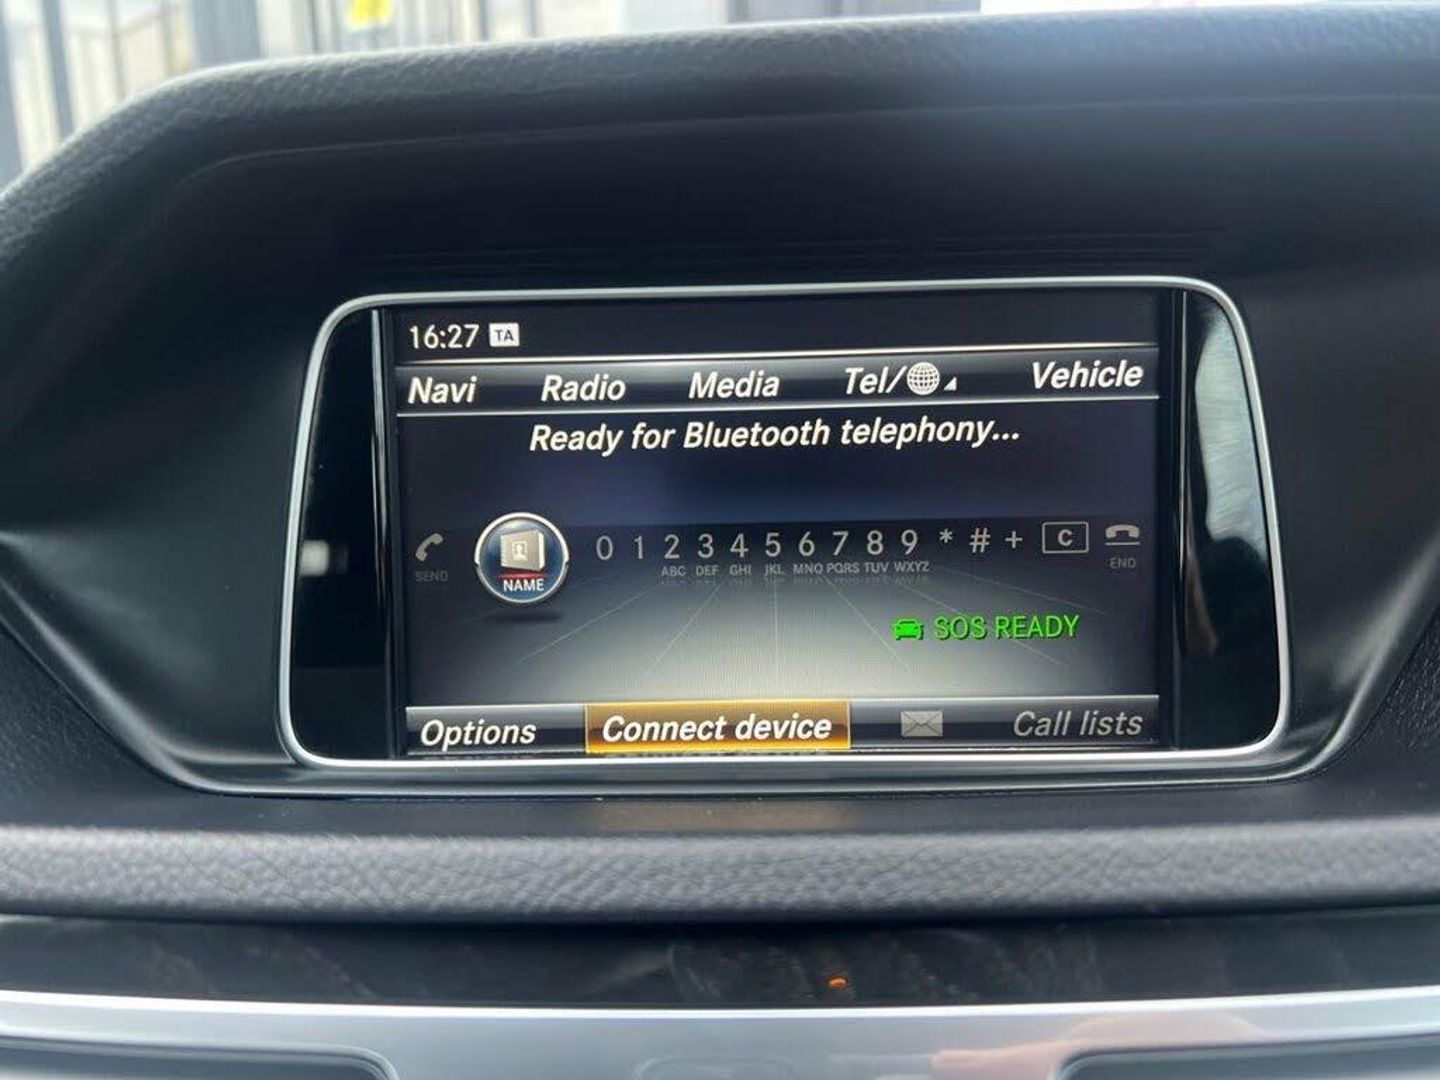 16:27 TA
Navi Radio Media Tel/ Vehicle
Ready for Bluetooth telephony...
SEND NAME 0 1 2 3 4 5 6 7 8 9 * # + C END
ABC DEF GHI JKL MNO PQRS TUV WXYZ
SOS READY
Options Connect device Call lists